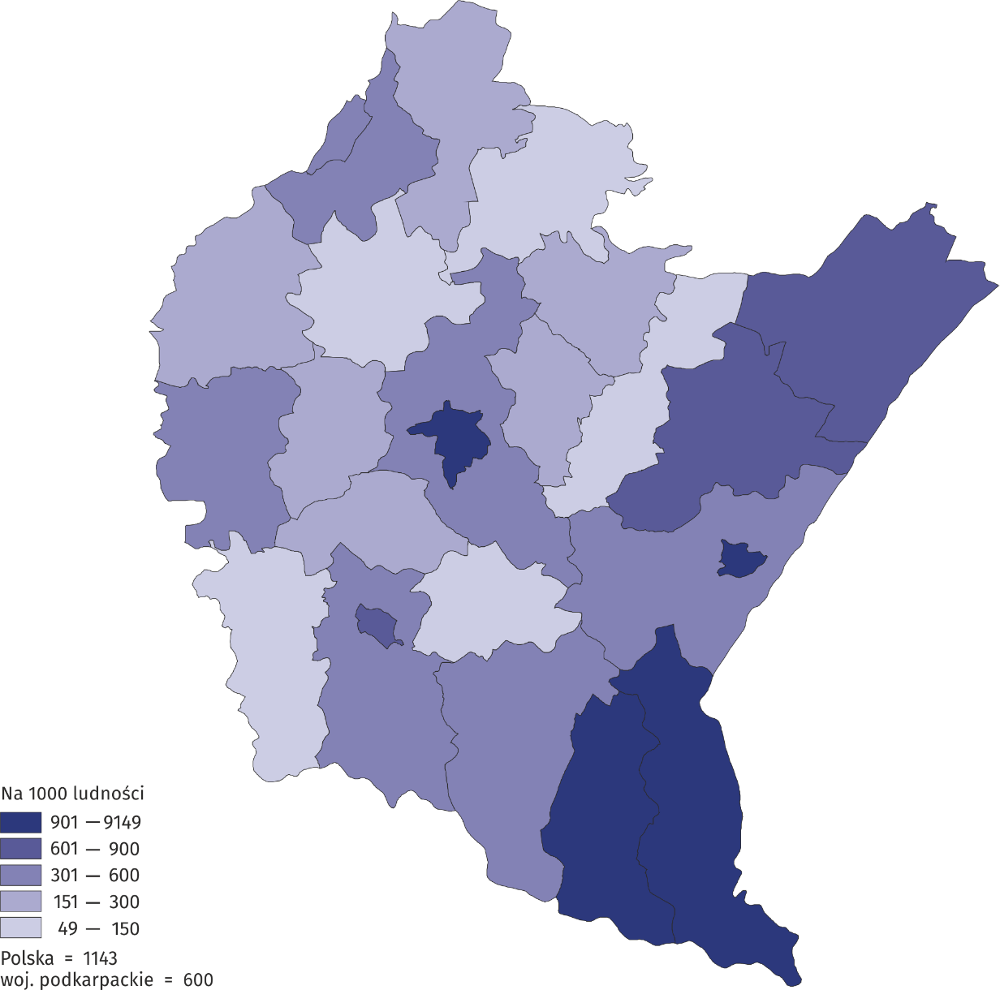 Na 1000 ludności
901 — 9149
601 — 900
301 — 600
151 — 300
49 — 150
Polska = 1143
woj. podkarpackie = 600